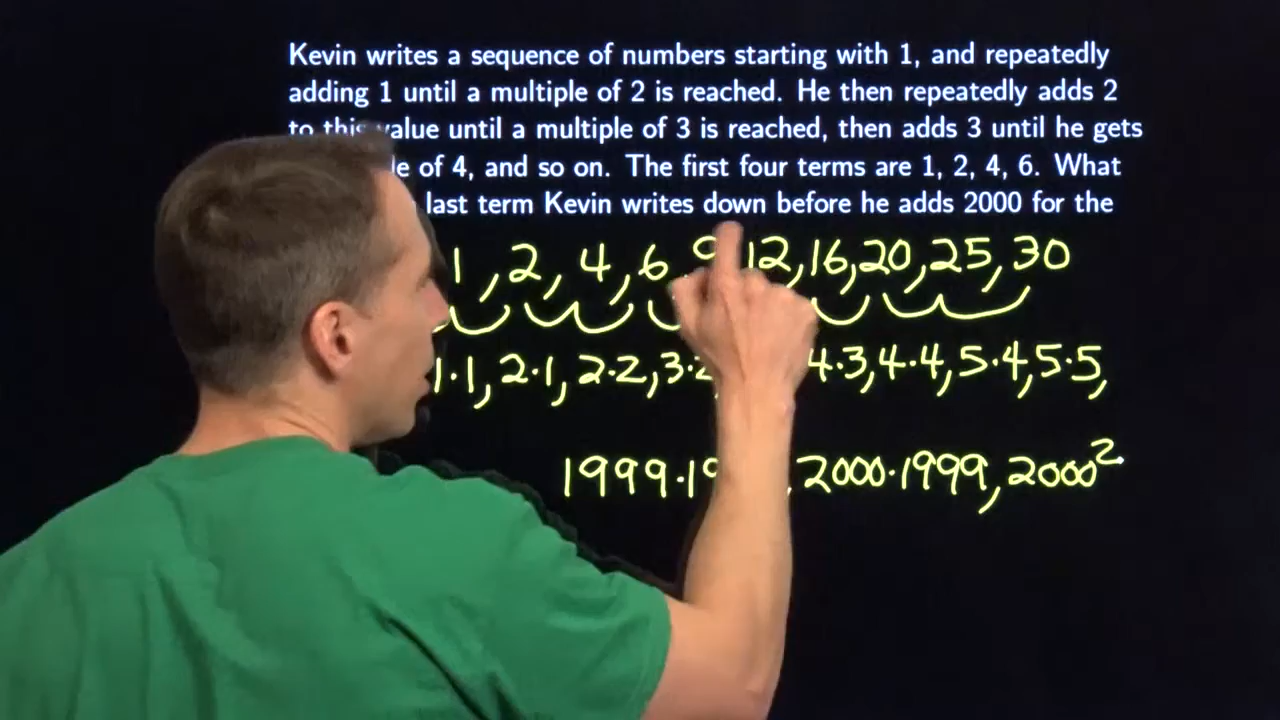 Kevin writes a sequence of numbers starting with 1, and repeatedly
adding 1 until a multiple of 2 is reached. He then repeatedly adds 2
to this value until a multiple of 3 is reached, then adds 3 until he gets
of 4, and so on. The first four terms are 1, 2, 4, 6. What
last term Kevin writes down before he adds 2000 for the
1, 2, 4, 6, 12, 16, 20, 25, 30
1·1, 2·1, 2·2, 4·3, 4·4, 5·4, 5·5,
1999· , 2000·1999, 2000²